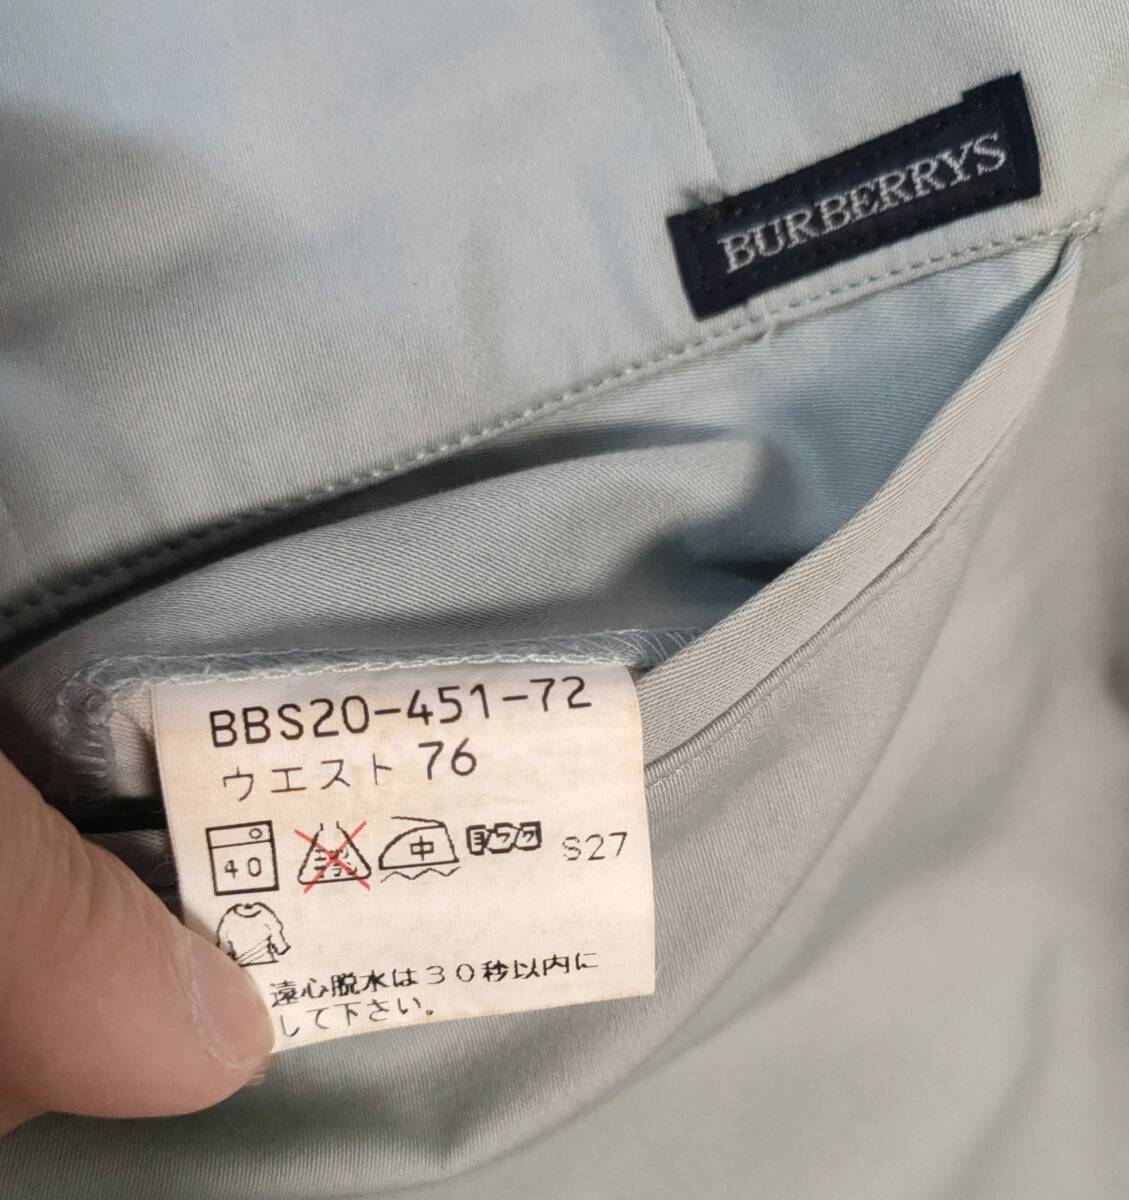 BURBERRYS
BBS20-451-72
ウエスト 76
40 中 S27
遠心脱水は30秒以内に
して下さい。